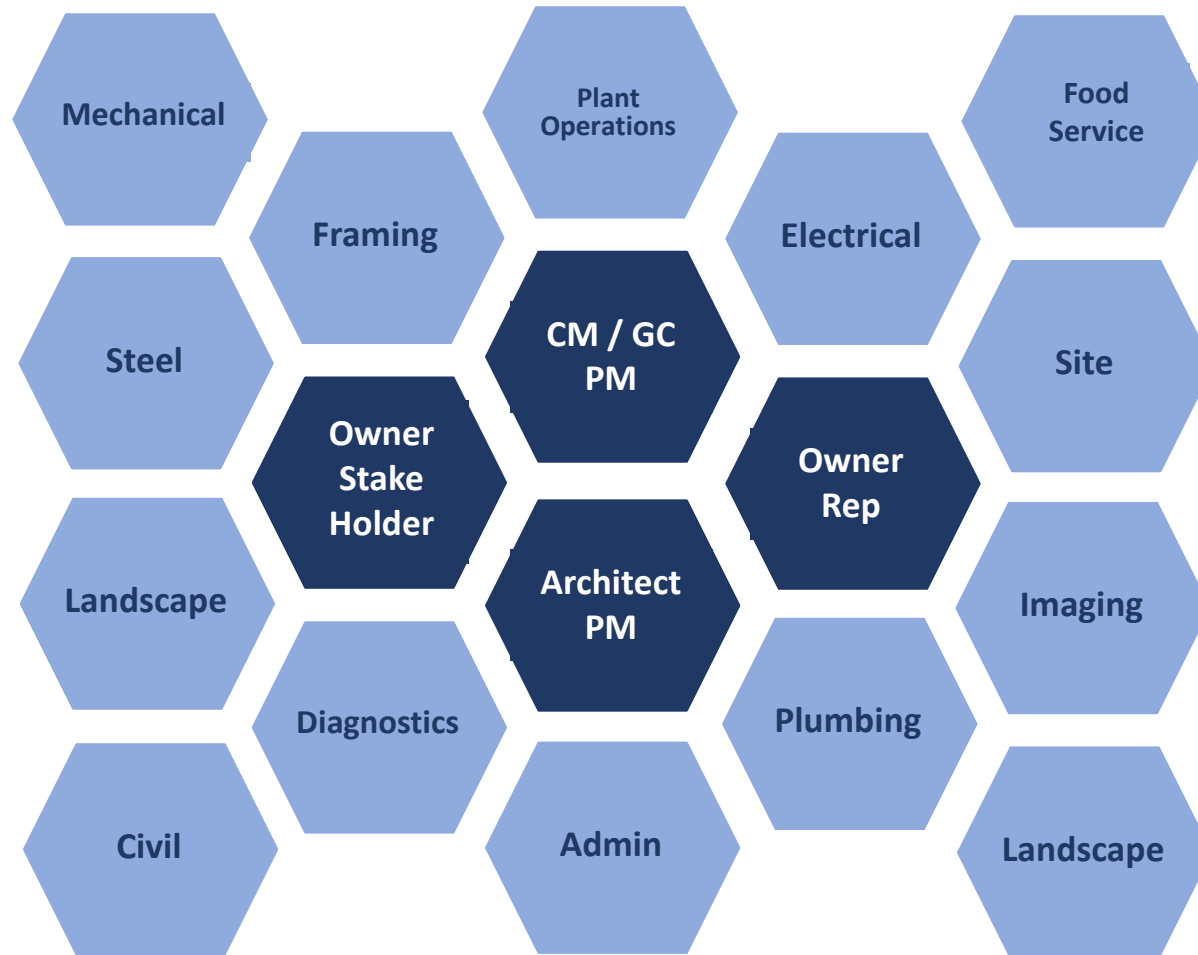 Mechanical
Plant
Operations
Food
Service
Framing
Electrical
CM / GC
PM
Steel
Site
Owner
Stake
Holder
Owner
Rep
Architect
PM
Landscape
Imaging
Diagnostics
Plumbing
Civil
Admin
Landscape